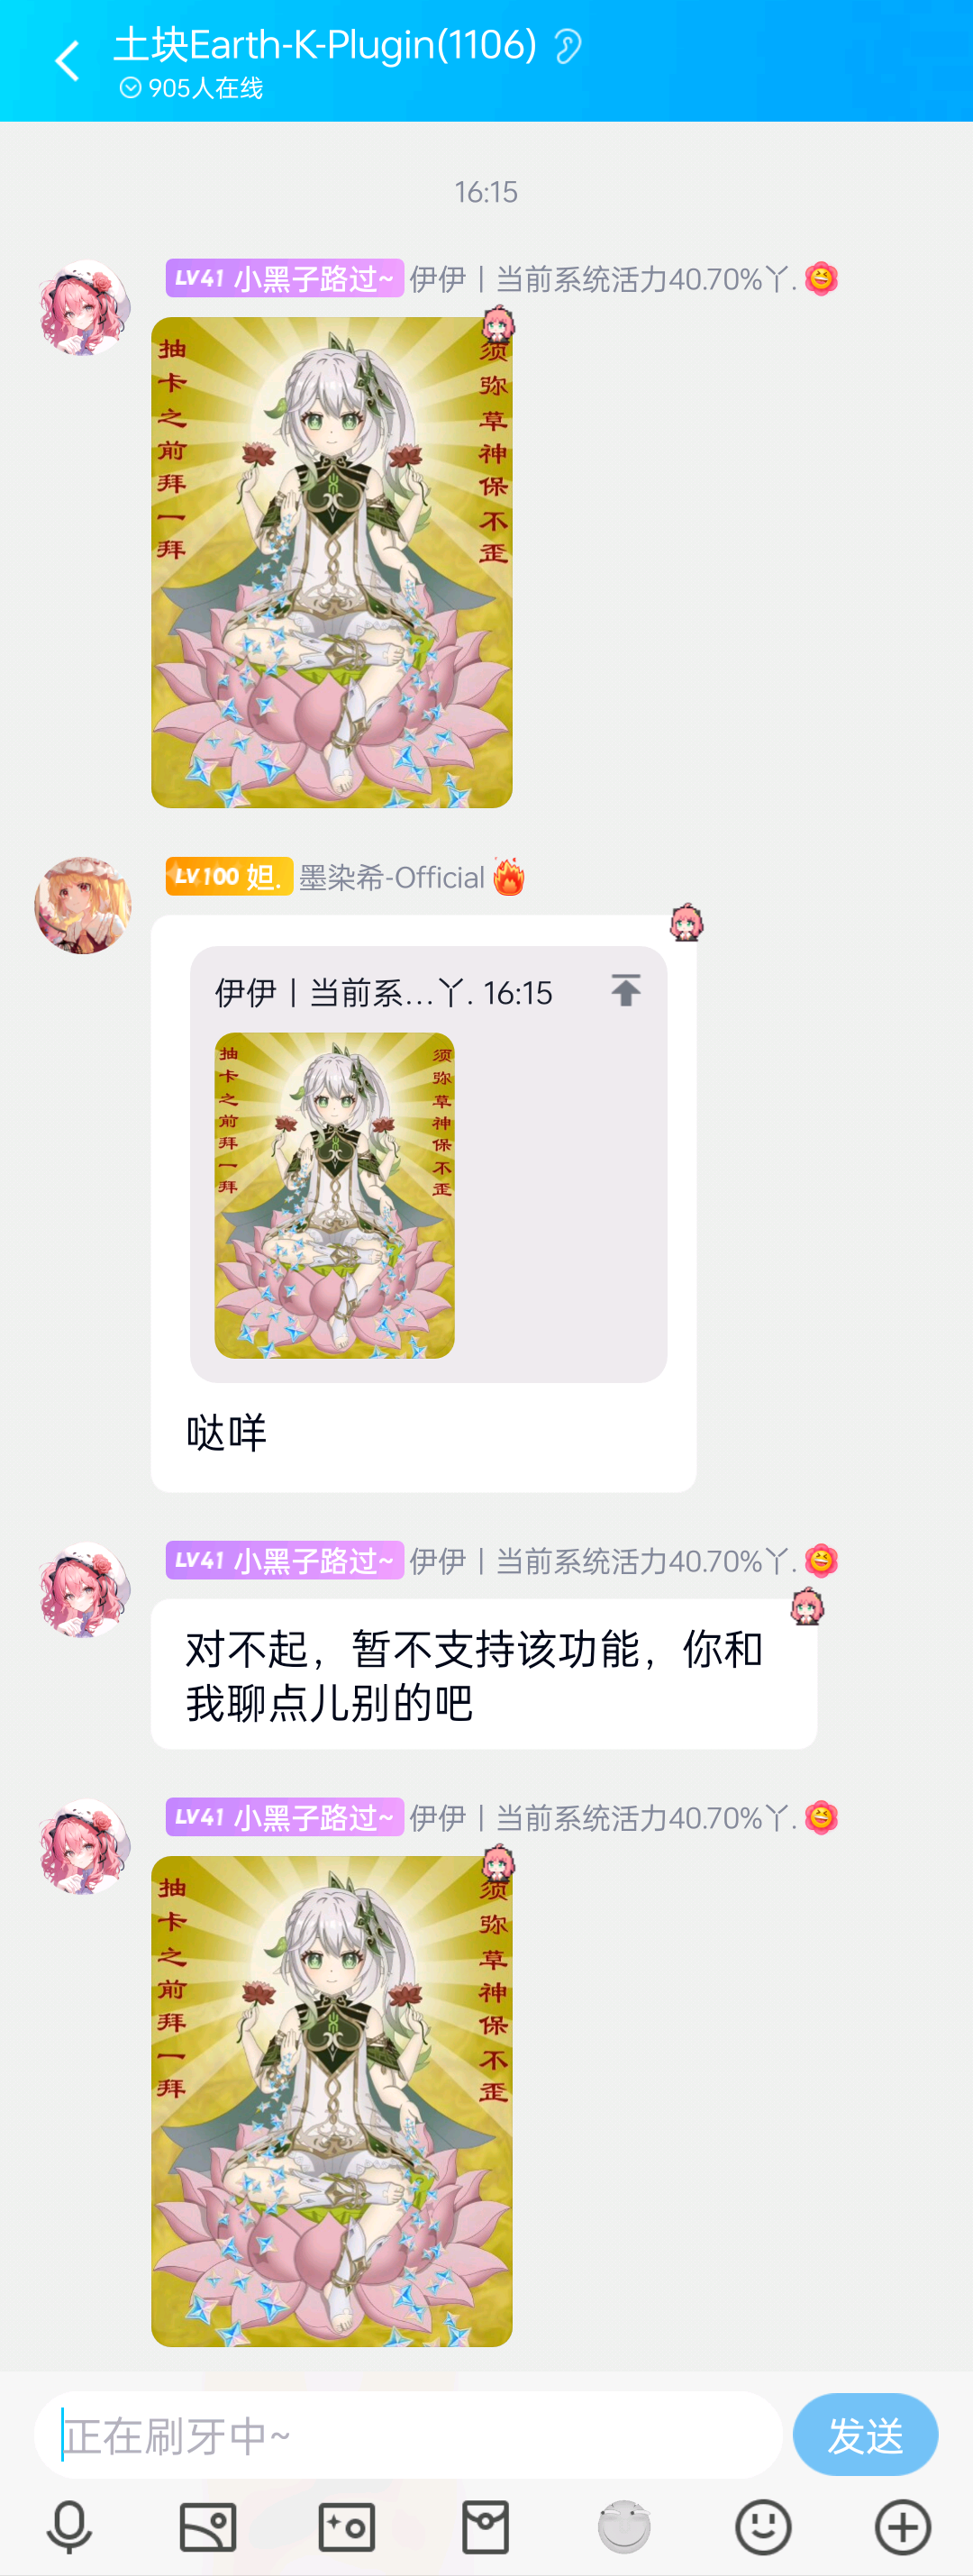 土块Earth-K-Plugin(1106)
905人在线
16:15
LV41 小黑子路过~ 伊伊丨当前系统活力40.70%丫.
抽卡之前拜一拜
须弥草神保不歪
LV100 妲. 墨染希-Official
伊伊丨当前系...丫. 16:15
抽卡之前拜一拜
须弥草神保不歪
哒咩
LV41 小黑子路过~ 伊伊丨当前系统活力40.70%丫.
对不起，暂不支持该功能，你和
我聊点儿别的吧
LV41 小黑子路过~ 伊伊丨当前系统活力40.70%丫.
抽卡之前拜一拜
须弥草神保不歪
正在刷牙中~
发送